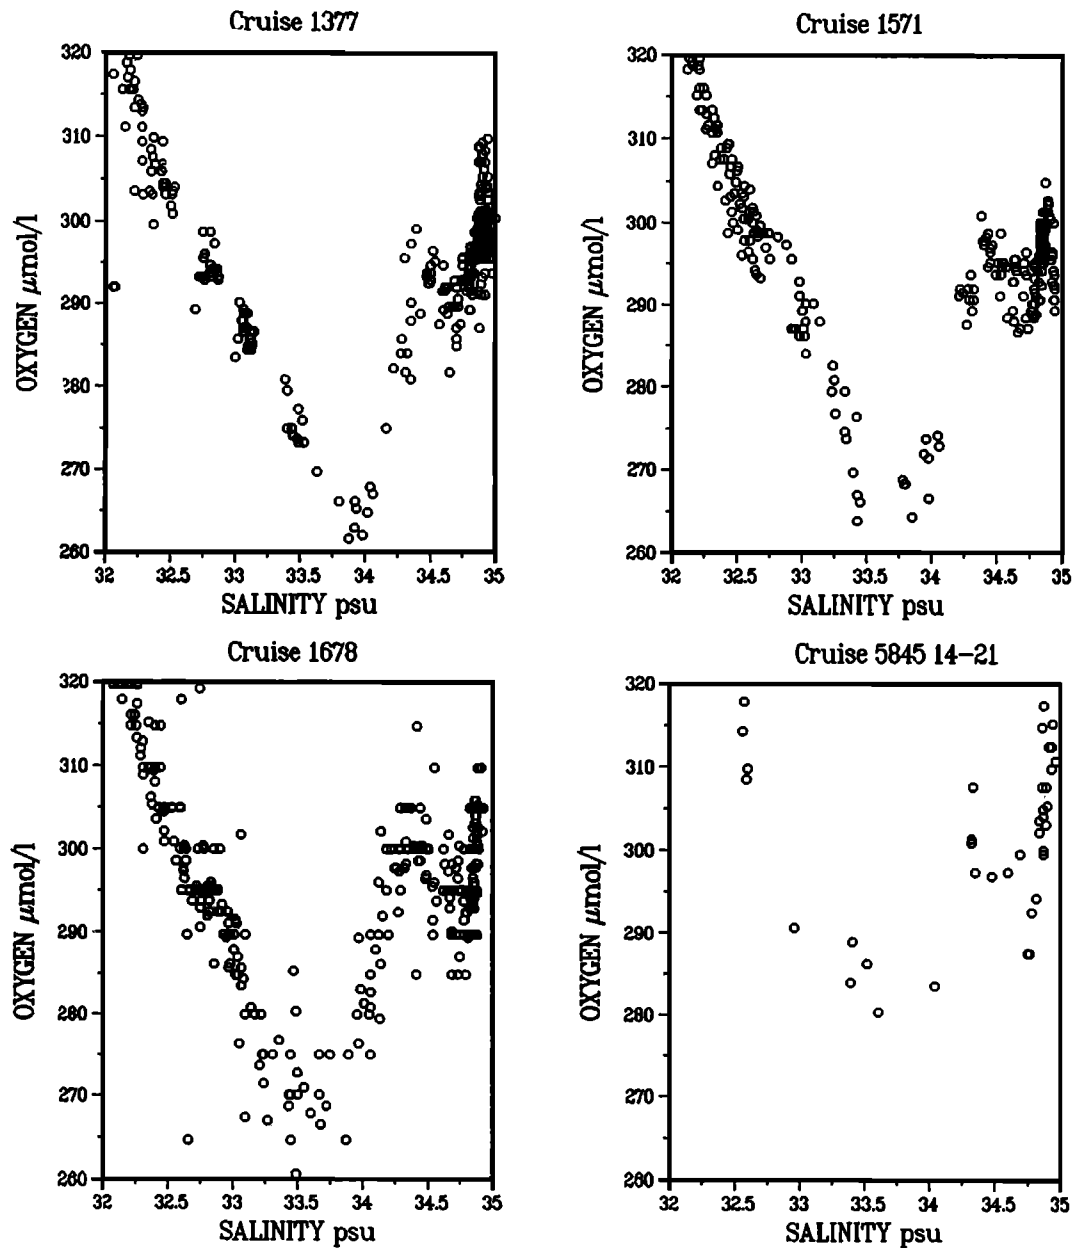 Cruise 1377
320
310
300
290
280
270
260
OXYGEN µmol/l
32 32.5 33 33.5 34 34.5 35
SALINITY psu
Cruise 1571
320
310
300
290
280
270
260
OXYGEN µmol/l
32 32.5 33 33.5 34 34.5 35
SALINITY psu
Cruise 1678
320
310
300
290
280
270
260
OXYGEN µmol/l
32 32.5 33 33.5 34 34.5 35
SALINITY psu
Cruise 5845 14-21
320
310
300
290
280
270
260
OXYGEN µmol/l
32 32.5 33 33.5 34 34.5 35
SALINITY psu